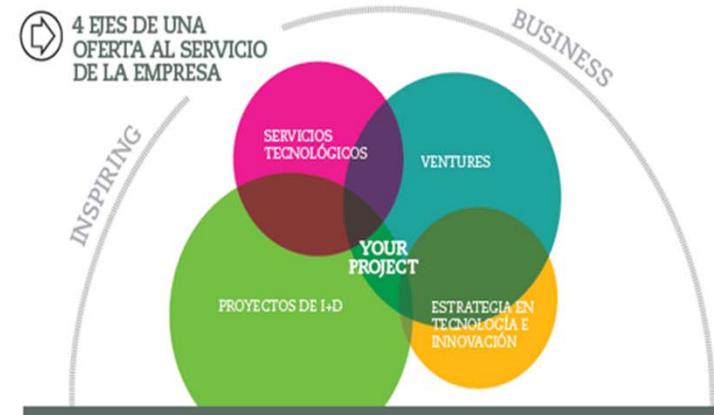 4 EJES DE UNA
OFERTA AL SERVICIO
DE LA EMPRESA
INSPIRING
BUSINESS
SERVICIOS
TECNOLÓGICOS
VENTURES
YOUR
PROJECT
PROYECTOS DE I+D
ESTRATEGIA EN
TECNOLOGÍA E
INNOVACIÓN